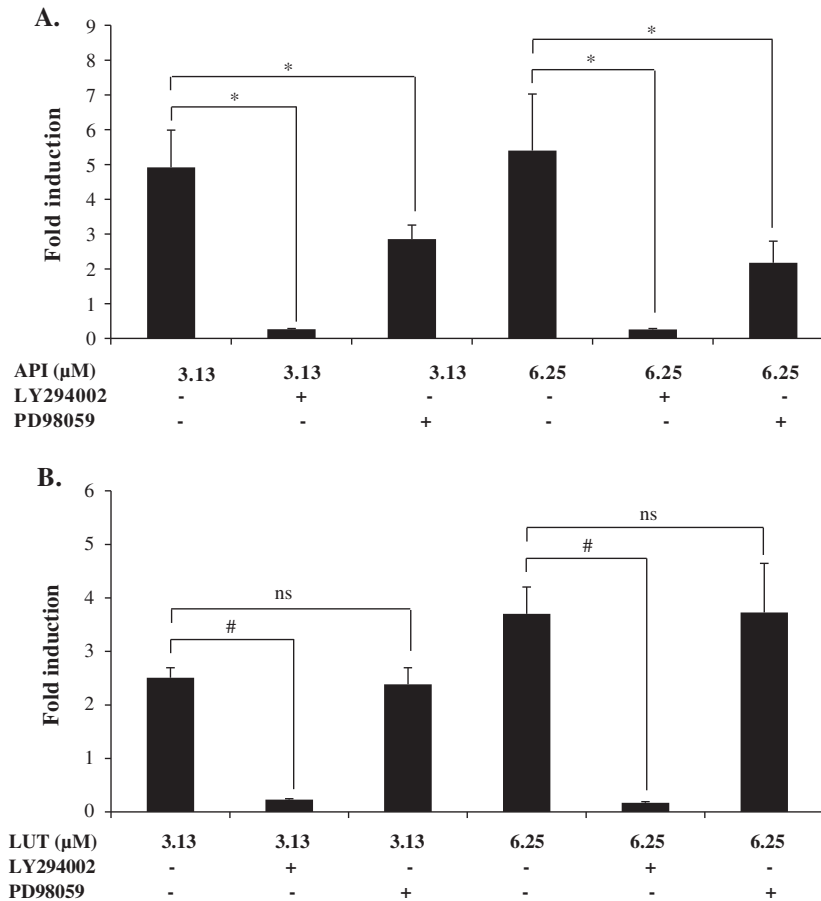 A.
9
8
7
6
5
4
3
2
1
0
Fold induction
*
*
*
*
API (μM) 3.13 3.13 3.13 6.25 6.25 6.25
LY294002 - + - - + -
PD98059 - - + - - +
B.
6
5
4
3
2
1
0
Fold induction
ns
#
ns
#
LUT (μM) 3.13 3.13 3.13 6.25 6.25 6.25
LY294002 - + - - + -
PD98059 - - + - - +